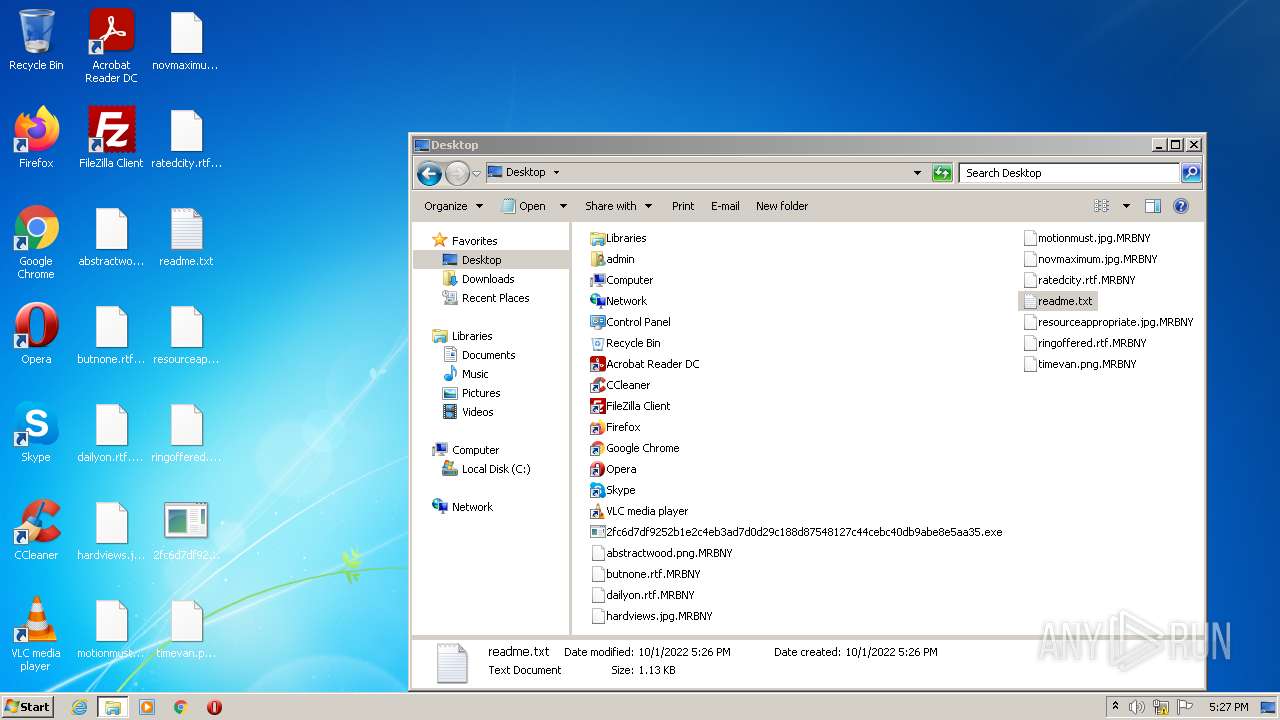 Recycle Bin
Acrobat
Reader DC
novmaximu...
Firefox
FileZilla Client
ratedcity.rtf...
Google
Chrome
abstractwo...
readme.txt
Opera
butnone.rtf...
resourceap...
Skype
dailyon.rtf....
ringoffered....
CCleaner
hardviews.j...
2fc6d7df92...
VLC media
player
motionmust...
timevan.p...
Desktop
Desktop
Search Desktop
Organize
Open
Share with
Print
E-mail
New folder
Favorites
Desktop
Downloads
Recent Places
Libraries
Documents
Music
Pictures
Videos
Computer
Local Disk (C:)
Network
Libraries
admin
Computer
Network
Control Panel
Recycle Bin
Acrobat Reader DC
CCleaner
FileZilla Client
Firefox
Google Chrome
Opera
Skype
VLC media player
2fc6d7df9252b1e2c4eb3ad7d0d29c188d87548127c44cebc40db9abe8e5aa35.exe
abstractwood.png.MRBNY
butnone.rtf.MRBNY
dailyon.rtf.MRBNY
hardviews.jpg.MRBNY
motionmust.jpg.MRBNY
novmaximum.jpg.MRBNY
ratedcity.rtf.MRBNY
readme.txt
resourceappropriate.jpg.MRBNY
ringoffered.rtf.MRBNY
timevan.png.MRBNY
readme.txt Date modified: 10/1/2022 5:26 PM Date created: 10/1/2022 5:26 PM
Text Document Size: 1.13 KB
ANY RUN
Start
5:27 PM